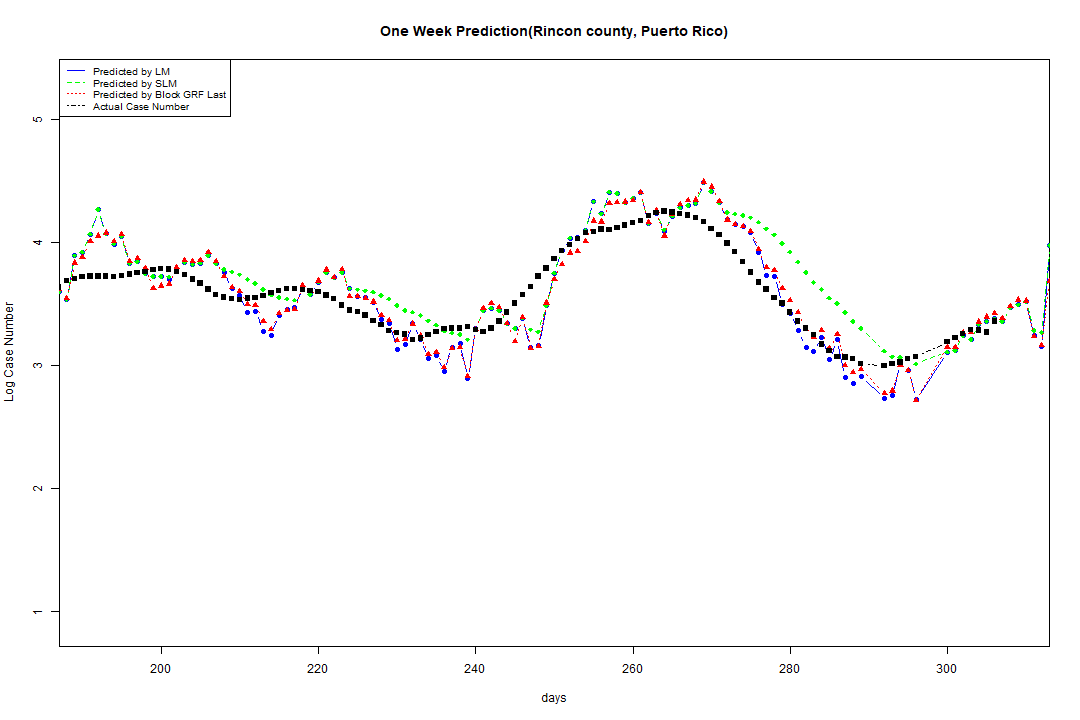 One Week Prediction(Rincon county, Puerto Rico)
Predicted by LM
Predicted by SLM
Predicted by Block GRF Last
Actual Case Number
5
4
3
2
1
Log Case Number
200 220 240 260 280 300
days